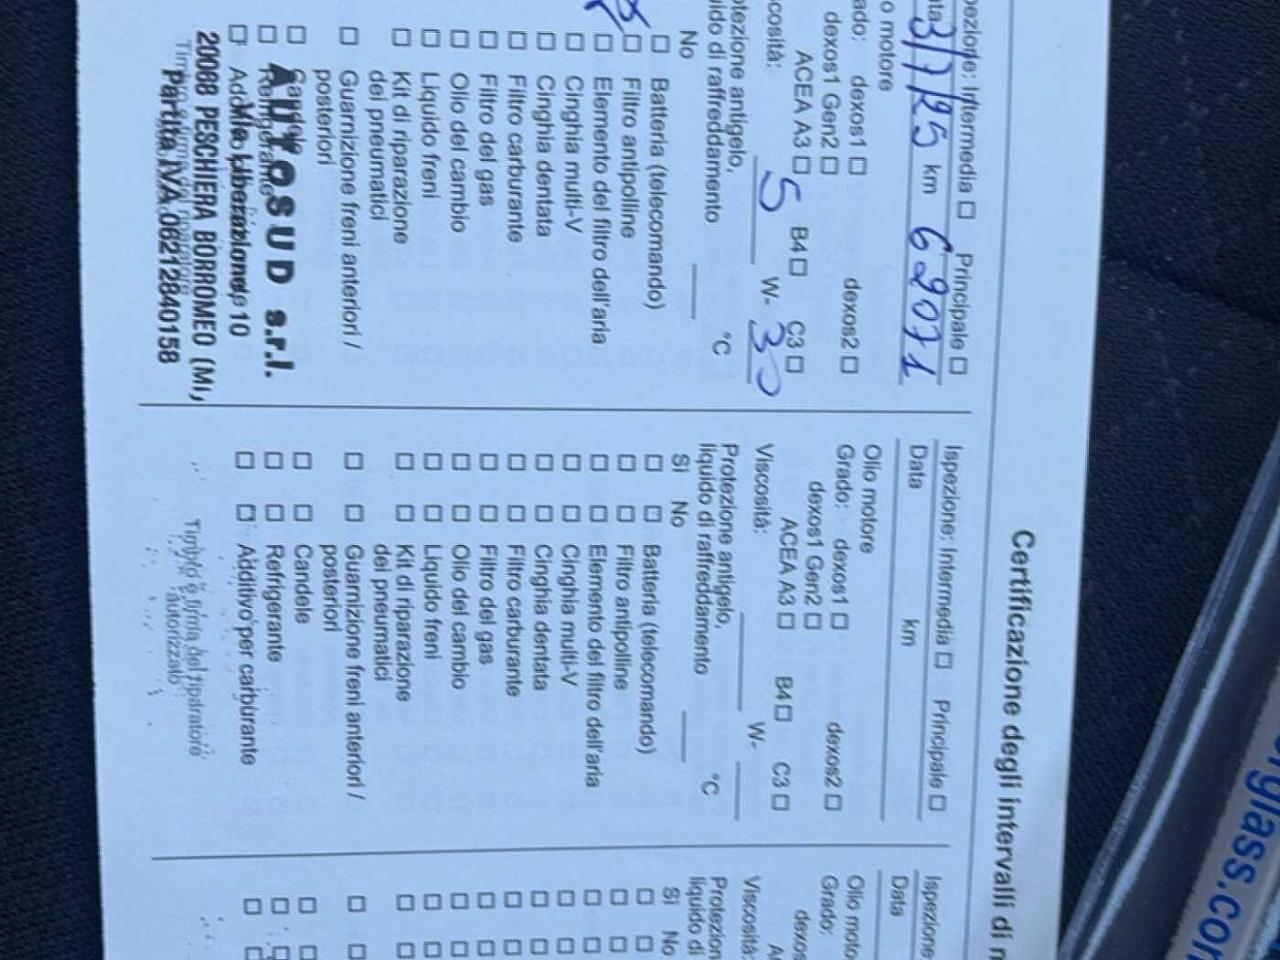 Certificazione degli intervalli di
Intermedia □ Principale □
3/7/25 km 62071
motore
dexos1 □ dexos2 □
dexos1 Gen2 □
ACEA A3 □ B4 □ C3 □
5 W- 30
antigelo,
raffreddamento °C
No
□ Batteria (telecomando)
□ Filtro antipolline
□ Elemento del filtro dell'aria
□ Cinghia multi-V
□ Cinghia dentata
□ Filtro carburante
□ Filtro del gas
□ Olio del cambio
□ Liquido freni
□ Kit di riparazione
dei pneumatici
□ Guarnizione freni anteriori /
posteriori
AUTOSUD s.r.l.
Via Liberazione 10
20068 PESCHIERA BORROMEO (MI)
Partita IVA 06212840158
Ispezione: Intermedia □ Principale □
Data km
Olio motore
Grado: dexos1 □ dexos2 □
dexos1 Gen2 □
ACEA A3 □ B4 □ C3 □
Viscosità: W-
Protezione antigelo,
liquido di raffreddamento °C
Sì No
□ □ Batteria (telecomando)
□ □ Filtro antipolline
□ □ Elemento del filtro dell'aria
□ □ Cinghia multi-V
□ □ Cinghia dentata
□ □ Filtro carburante
□ □ Filtro del gas
□ □ Olio del cambio
□ □ Liquido freni
□ □ Kit di riparazione
dei pneumatici
□ □ Guarnizione freni anteriori /
posteriori
□ □ Candele
□ □ Refrigerante
□ □ Additivo per carburante
Timbro e firma del riparatore
autorizzato
Ispezione
Data
Olio
Grado:
Viscosità:
liquido di
Sì No
glass.com